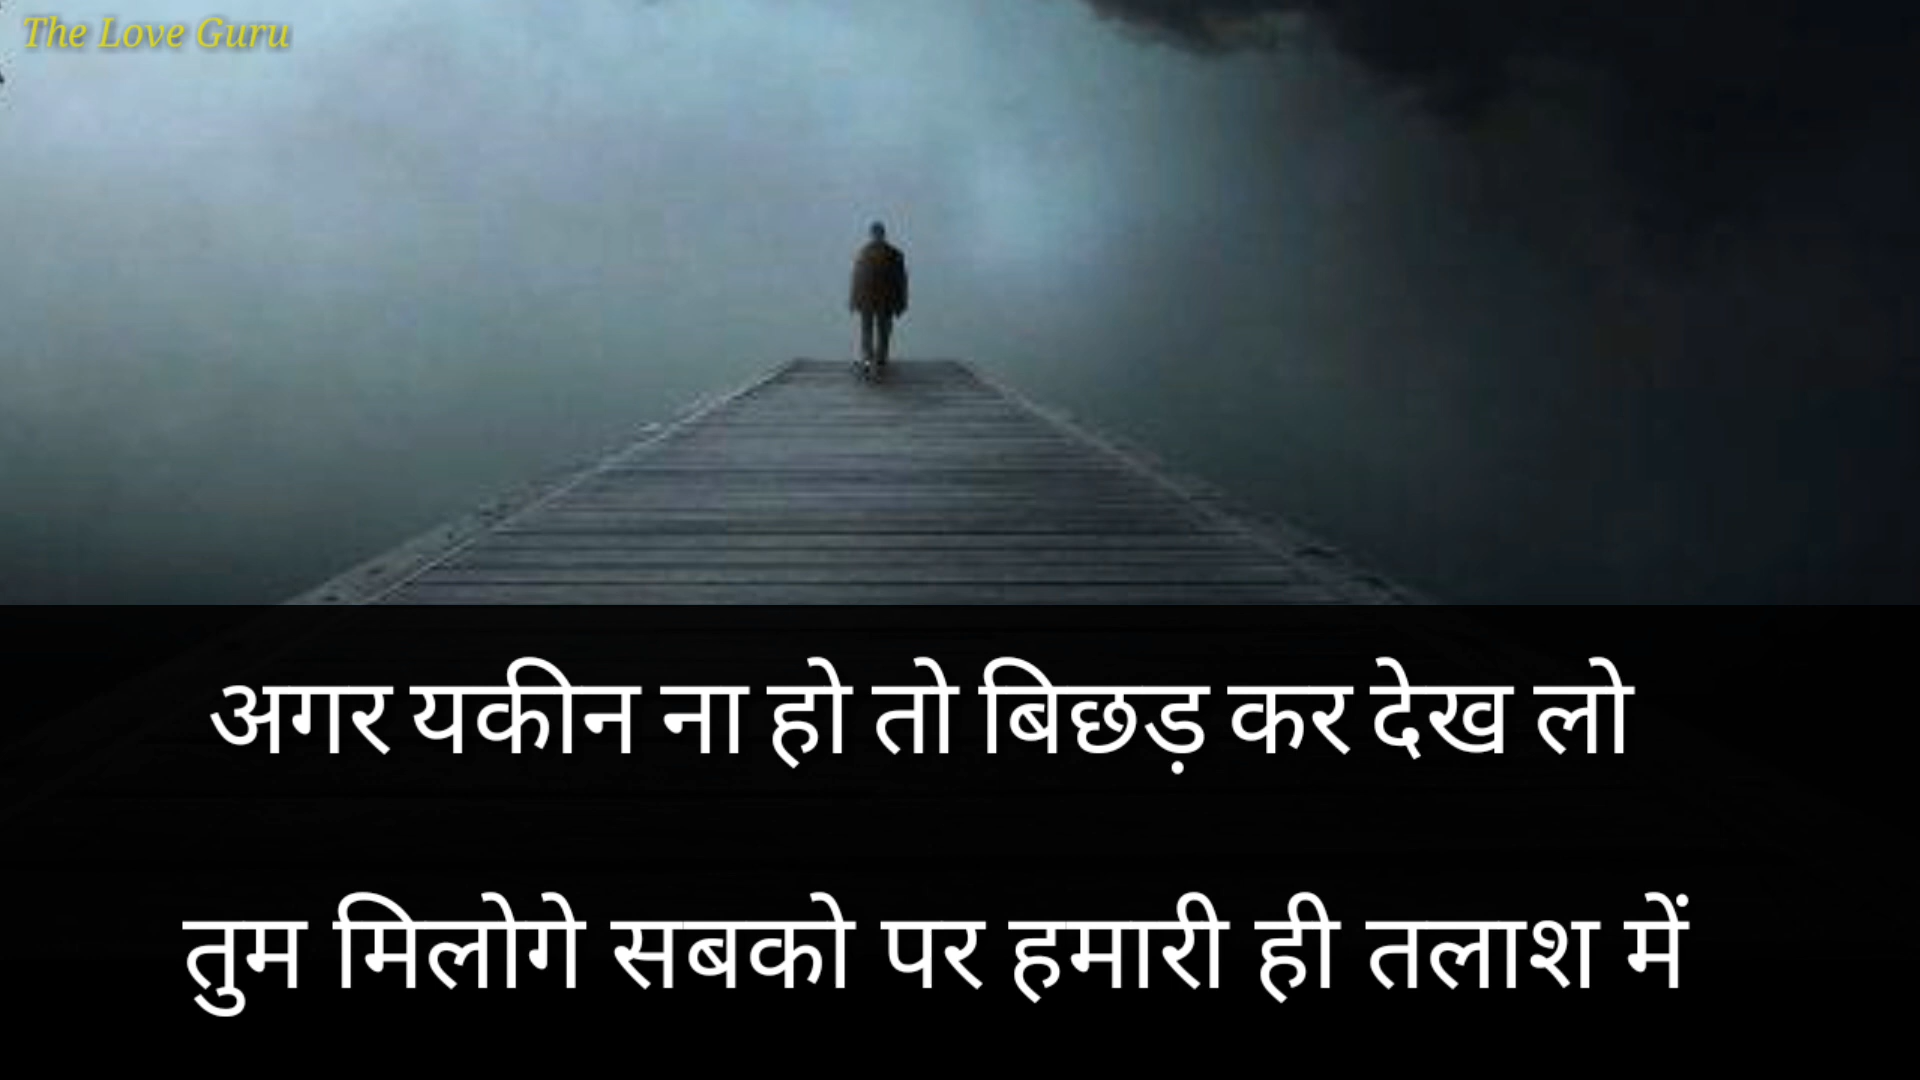 The Love Guru
अगर यकीन ना हो तो बिछड़ कर देख लो
तुम मिलोगे सबको पर हमारी ही तलाश में